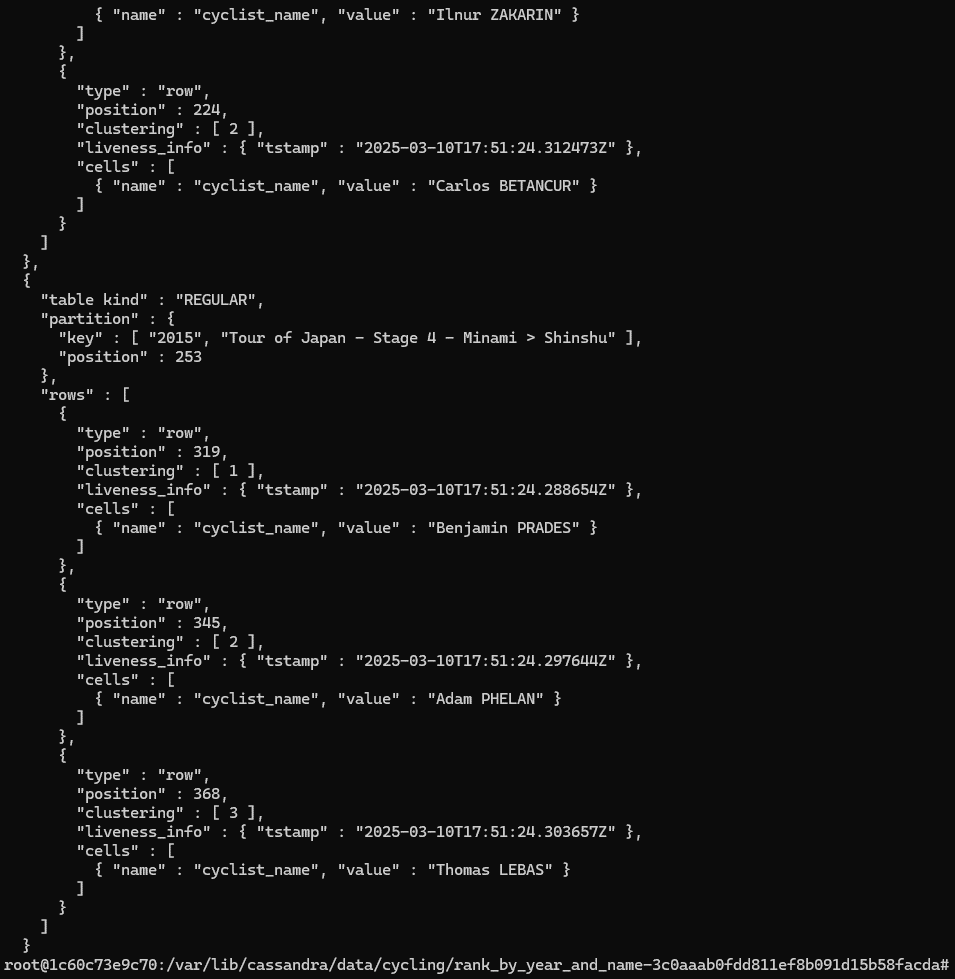 { "name" : "cyclist_name", "value" : "Ilnur ZAKARIN" }
        ]
      },
      {
        "type" : "row",
        "position" : 224,
        "clustering" : [ 2 ],
        "liveness_info" : { "tstamp" : "2025-03-10T17:51:24.312473Z" },
        "cells" : [
          { "name" : "cyclist_name", "value" : "Carlos BETANCUR" }
        ]
      }
    ]
  },
  {
    "table kind" : "REGULAR",
    "partition" : {
      "key" : [ "2015", "Tour of Japan - Stage 4 - Minami > Shinshu" ],
      "position" : 253
    },
    "rows" : [
      {
        "type" : "row",
        "position" : 319,
        "clustering" : [ 1 ],
        "liveness_info" : { "tstamp" : "2025-03-10T17:51:24.288654Z" },
        "cells" : [
          { "name" : "cyclist_name", "value" : "Benjamin PRADES" }
        ]
      },
      {
        "type" : "row",
        "position" : 345,
        "clustering" : [ 2 ],
        "liveness_info" : { "tstamp" : "2025-03-10T17:51:24.297644Z" },
        "cells" : [
          { "name" : "cyclist_name", "value" : "Adam PHELAN" }
        ]
      },
      {
        "type" : "row",
        "position" : 368,
        "clustering" : [ 3 ],
        "liveness_info" : { "tstamp" : "2025-03-10T17:51:24.303657Z" },
        "cells" : [
          { "name" : "cyclist_name", "value" : "Thomas LEBAS" }
        ]
      }
    ]
  }
root@1c60c73e9c70:/var/lib/cassandra/data/cycling/rank_by_year_and_name-3c0aaab0fdd811ef8b091d15b58facda#